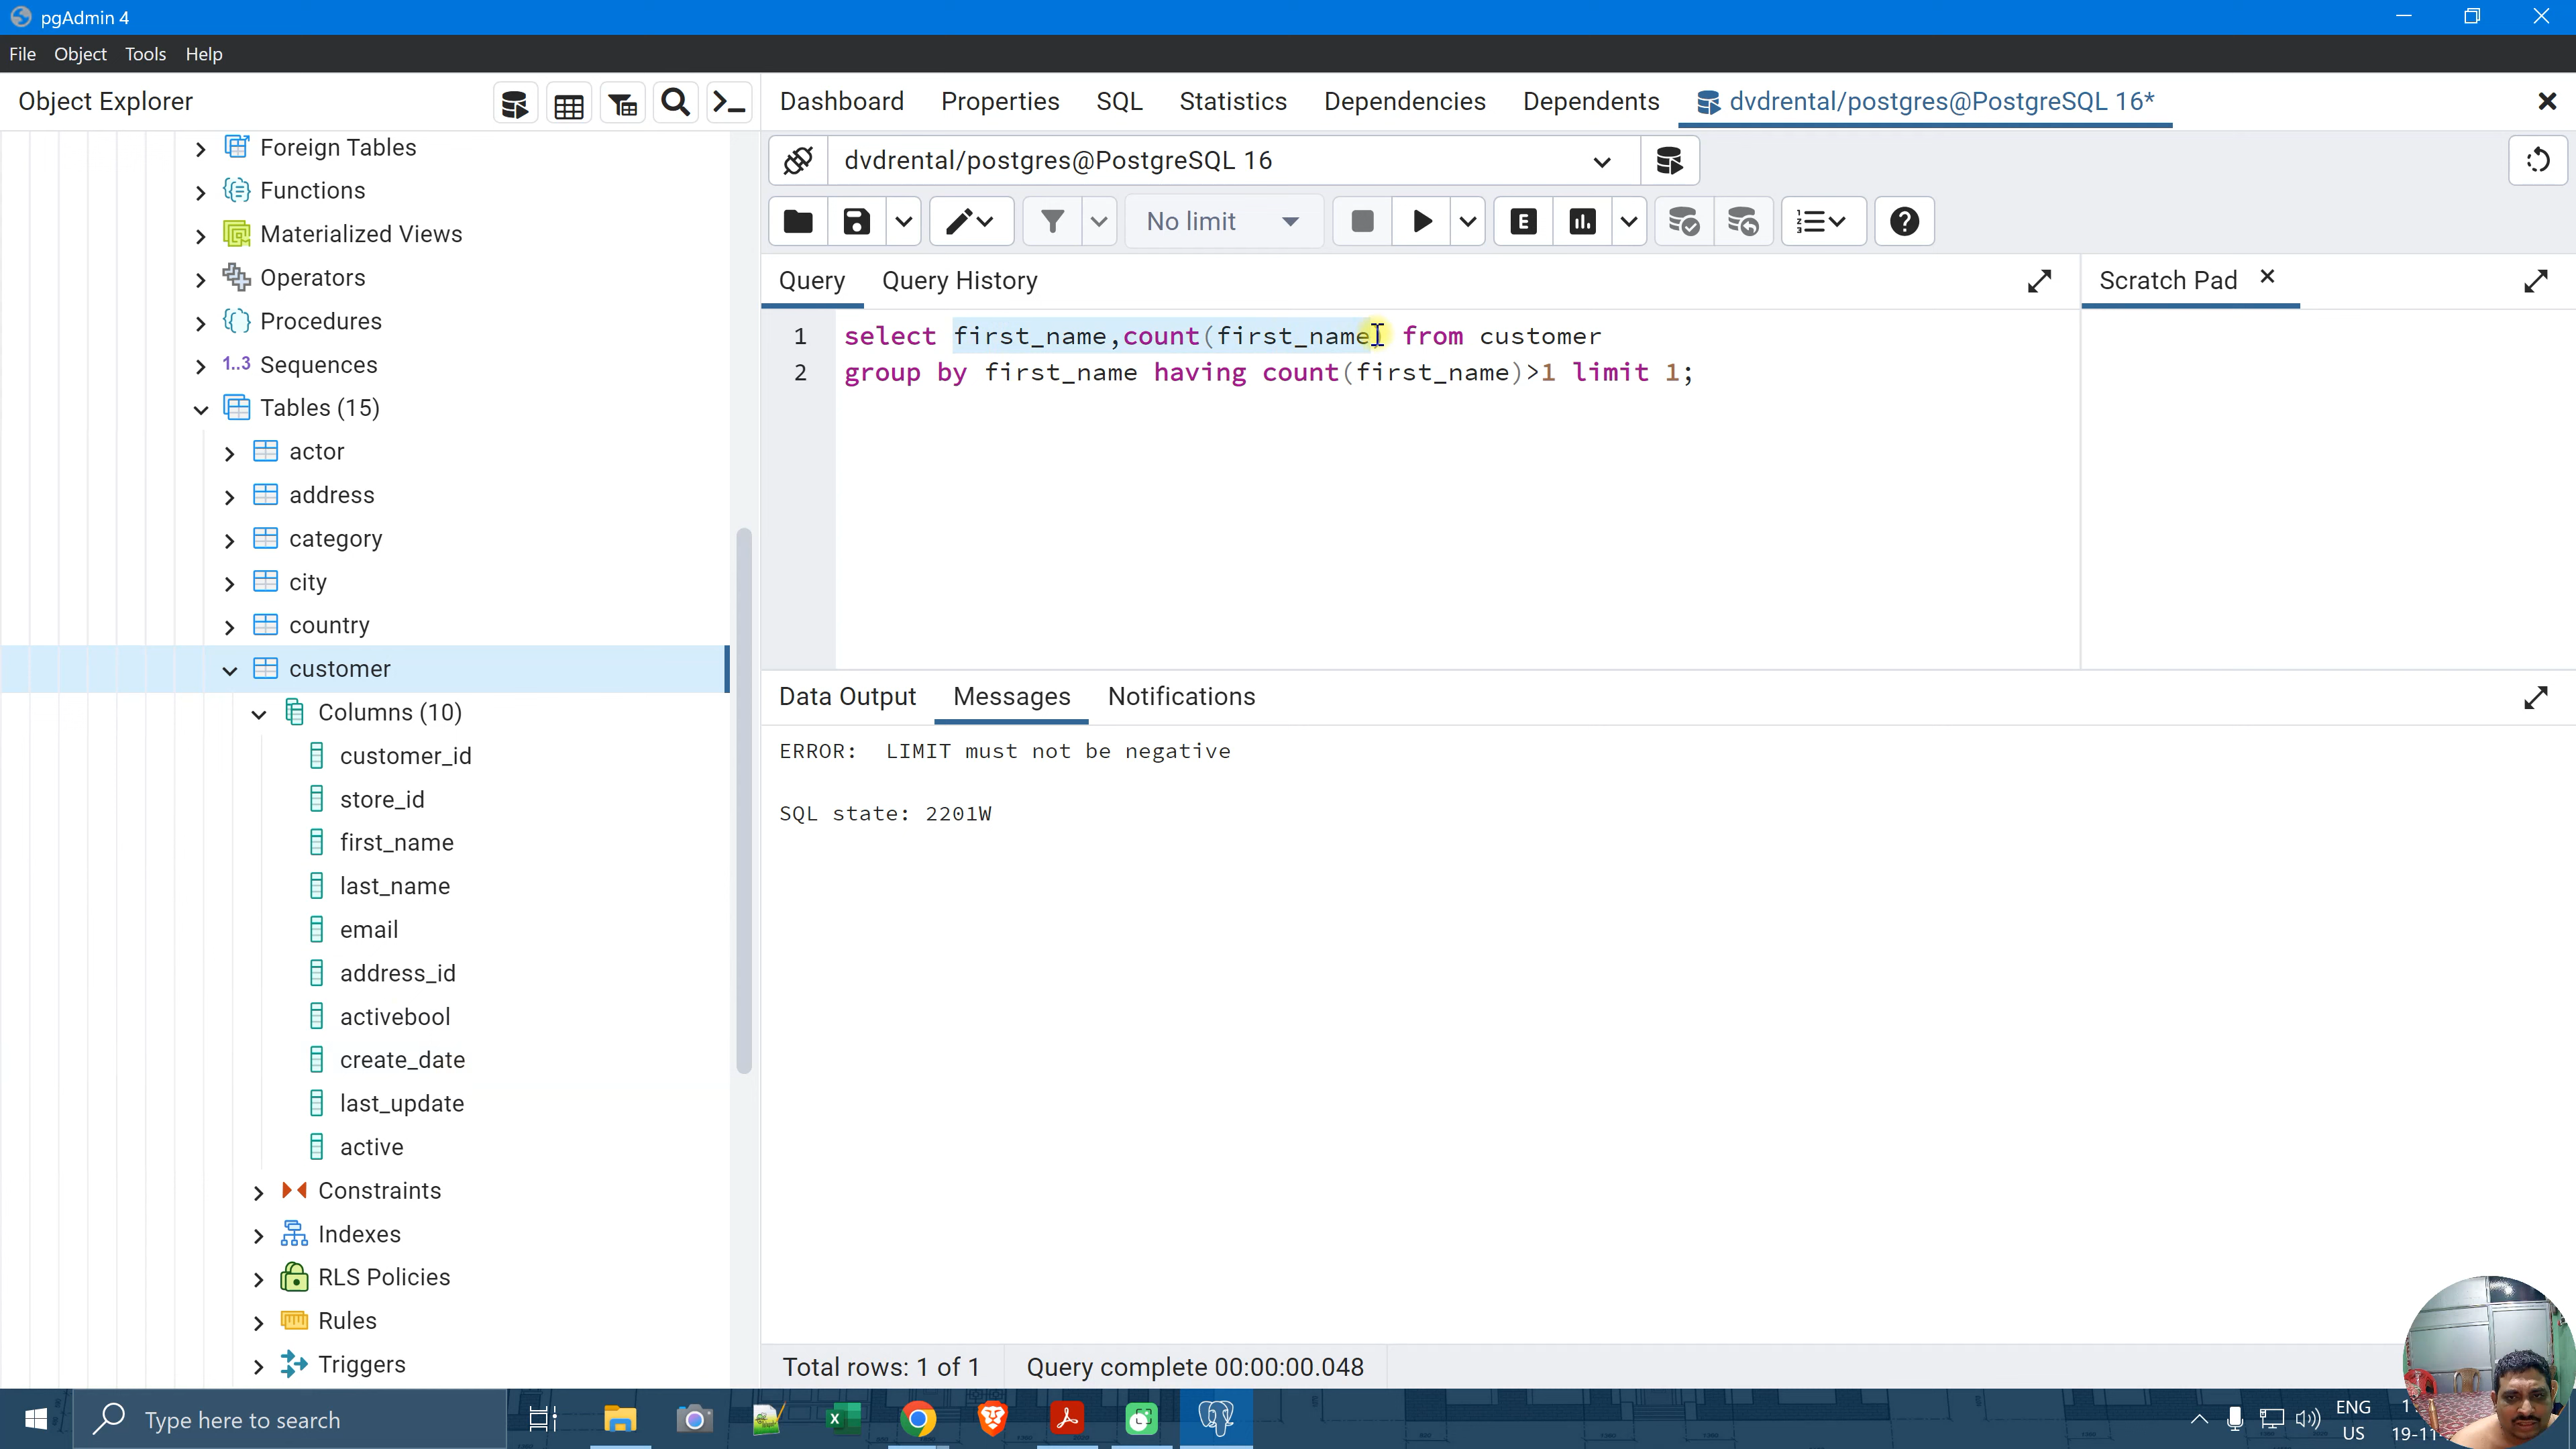 pgAdmin 4
File Object Tools Help
Object Explorer
Dashboard Properties SQL Statistics Dependencies Dependents dvdrental/postgres@PostgreSQL 16*
dvdrental/postgres@PostgreSQL 16
No limit
E
Query Query History
Scratch Pad
1 select first_name,count(first_name) from customer
2 group by first_name having count(first_name)>1 limit 1;
Foreign Tables
Functions
Materialized Views
Operators
Procedures
1..3 Sequences
Tables (15)
actor
address
category
city
country
customer
Columns (10)
customer_id
store_id
first_name
last_name
email
address_id
activebool
create_date
last_update
active
Constraints
Indexes
RLS Policies
Rules
Triggers
Data Output Messages Notifications
ERROR: LIMIT must not be negative
SQL state: 2201W
Total rows: 1 of 1 Query complete 00:00:00.048
Type here to search
ENG
US